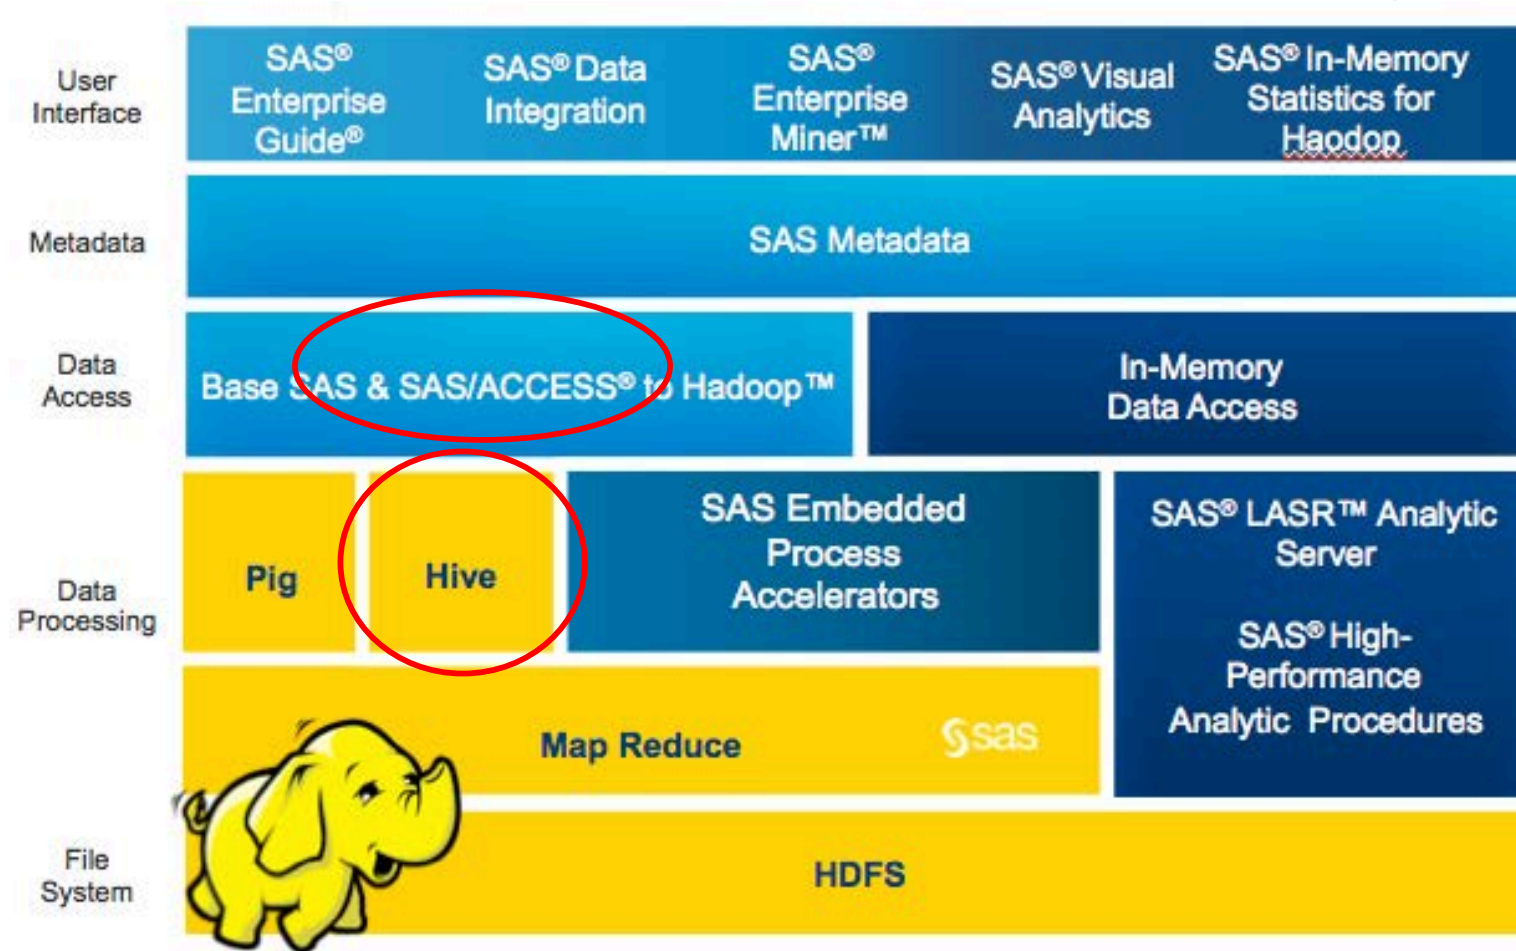 User
Interface
SAS®
Enterprise
Guide®
SAS® Data
Integration
SAS®
Enterprise
Miner™
SAS® Visual
Analytics
SAS® In-Memory
Statistics for
Haodop
Metadata
SAS Metadata
Data
Access
Base SAS & SAS/ACCESS® to Hadoop™
In-Memory
Data Access
Data
Processing
Pig
Hive
SAS Embedded
Process
Accelerators
SAS® LASR™ Analytic
Server
SAS® High-
Performance
Analytic Procedures
Map Reduce
sas
File
System
HDFS